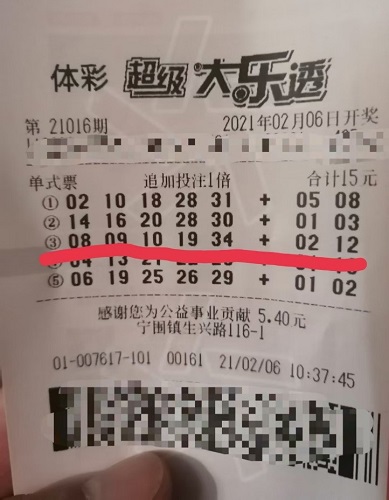 体彩 超级大乐透
第 21016期 2021年02月06日开奖
单式票 追加投注1倍 合计15元
① 02 10 18 28 31 + 05 08
② 14 16 20 28 30 + 01 03
③ 08 09 10 19 34 + 02 12
⑤ 06 19 25 26 29 + 01 02
感谢您为公益事业贡献 5.40元
宁围镇生兴路116-1
01-007617-101 00161 21/02/06 10:37:45